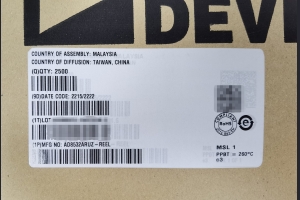 DEVI
COUNTRY OF ASSEMBLY: MALAYSIA
COUNTRY OF DIFFUSION: TAIWAN, CHINA
(Q)QTY: 2500
(9D)DATE CODE: 2215/2222
(1T)LOT
(1P)MFG NO: AD8532ARUZ-REEL
COMPLIANT
RoHS
e
MSL 1
PPBT = 260°C
e3